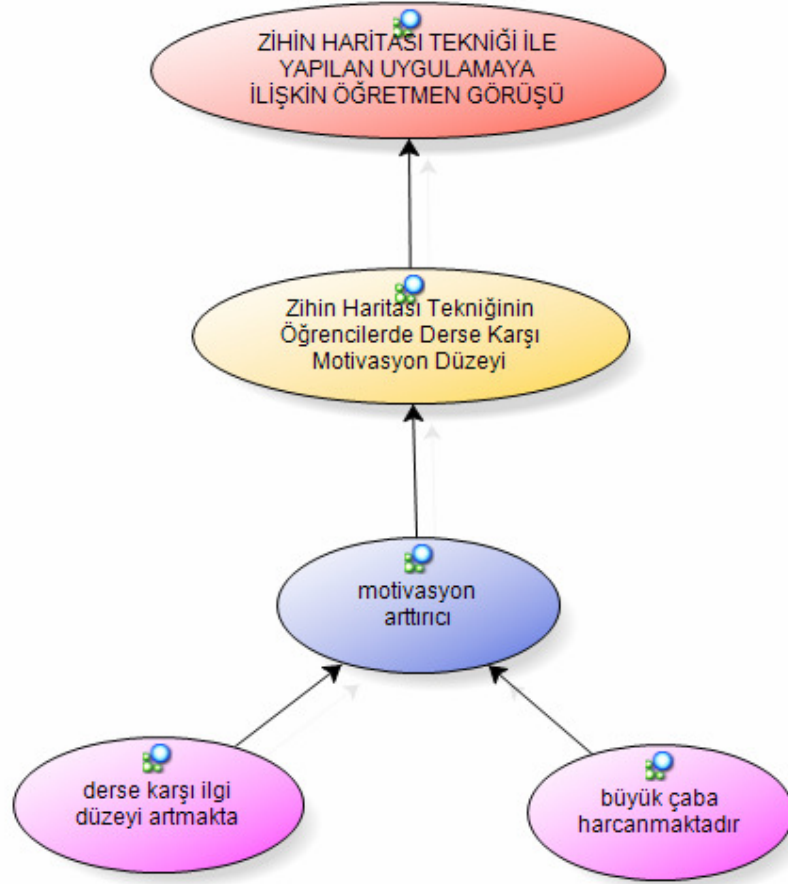 ZİHİN HARİTASI TEKNİĞİ İLE
YAPILAN UYGULAMAYA
İLİŞKİN ÖĞRETMEN GÖRÜŞÜ
Zihin Haritası Tekniğinin
Öğrencilerde Derse Karşı
Motivasyon Düzeyi
motivasyon
arttırıcı
derse karşı ilgi
düzeyi artmakta
büyük çaba
harcanmaktadır